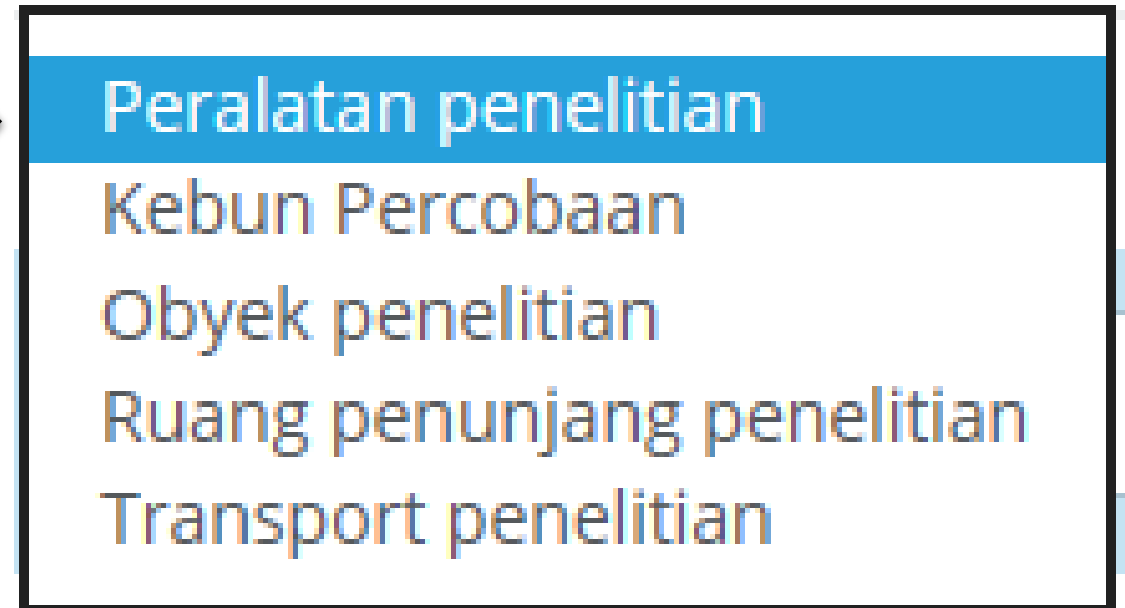 Peralatan penelitian
Kebun Percobaan
Obyek penelitian
Ruang penunjang penelitian
Transport penelitian